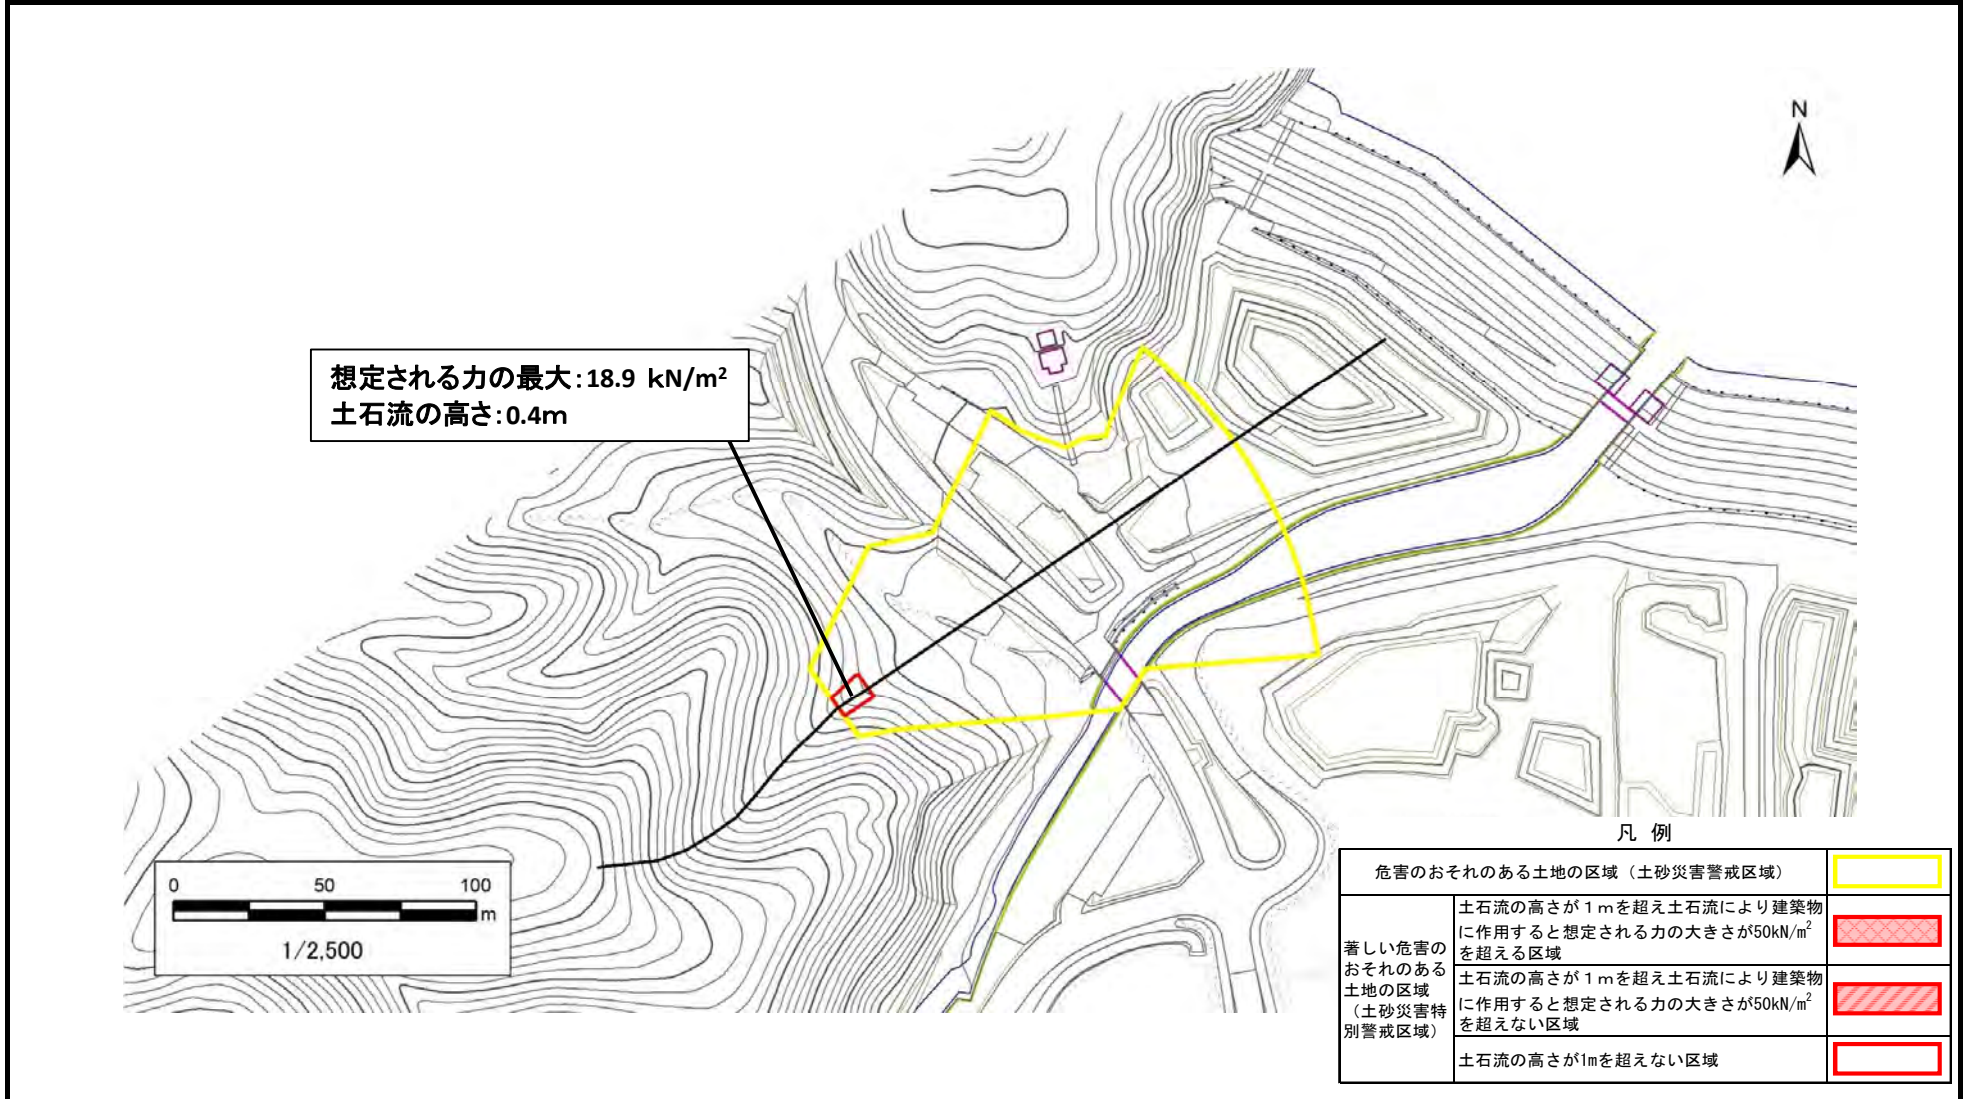 N
想定される力の最大:18.9 kN/m²
土石流の高さ:0.4m
0 50 100
m
1/2,500
凡 例
危害のおそれのある土地の区域（土砂災害警戒区域）
著しい危害の
おそれのある
土地の区域
（土砂災害特
別警戒区域）
土石流の高さが１ｍを超え土石流により建築物
に作用すると想定される力の大きさが50kN/m²
を超える区域
土石流の高さが１ｍを超え土石流により建築物
に作用すると想定される力の大きさが50kN/m²
を超えない区域
土石流の高さが1mを超えない区域